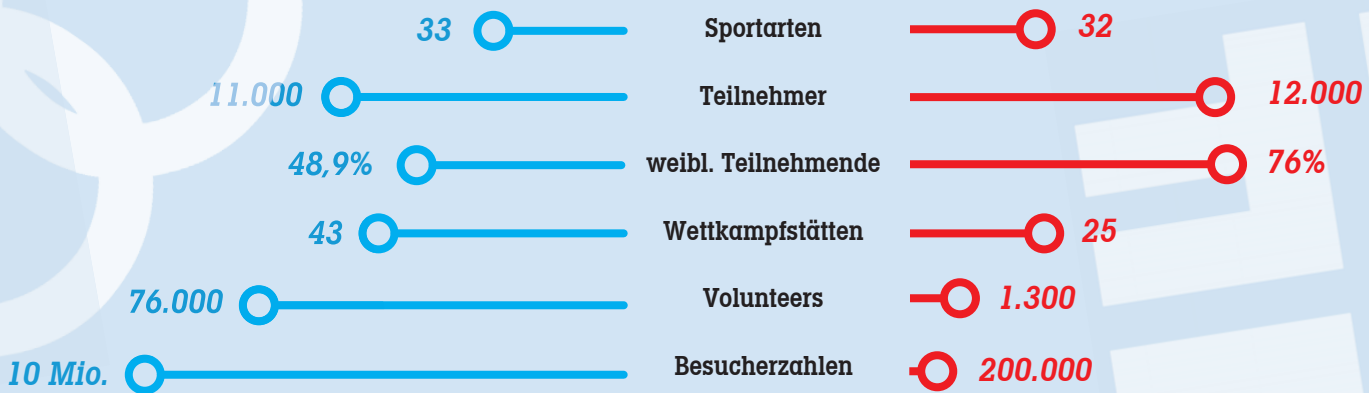 33 Sportarten 32
11.000 Teilnehmer 12.000
48,9% weibl. Teilnehmende 76%
43 Wettkampfstätten 25
76.000 Volunteers 1.300
10 Mio. Besucherzahlen 200.000